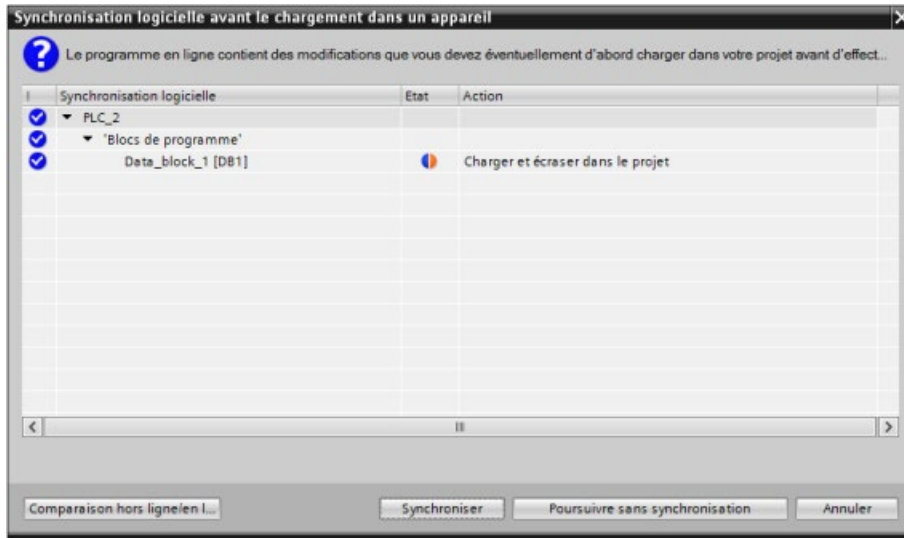 Synchronisation logicielle avant le chargement dans un appareil
Le programme en ligne contient des modifications que vous devez éventuellement d'abord charger dans votre projet avant d'effect...
! Synchronisation logicielle Etat Action
PLC_2
'Blocs de programme'
Data_block_1 [DB1] Charger et écraser dans le projet
Comparaison hors ligne/en l... Synchroniser Poursuivre sans synchronisation Annuler